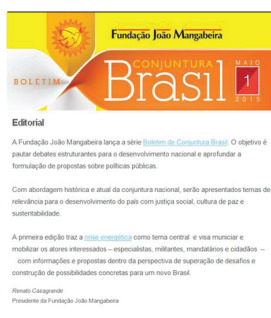 Fundação João Mangabeira
BOLETIM
CONJUNTURA
Brasil
MAIO
1
2015
Editorial
A Fundação João Mangabeira lança a série Boletim de Conjuntura Brasil. O objetivo é
pautar debates estruturantes para o desenvolvimento nacional e aprofundar a
formulação de propostas sobre políticas públicas.
Com abordagem histórica e atual da conjuntura nacional, serão apresentados temas de
relevância para o desenvolvimento do país com justiça social, cultura de paz e
sustentabilidade.
A primeira edição traz a crise energética como tema central e visa municiar e
mobilizar os atores interessados – especialistas, militantes, mandatários e cidadãos –
com informações e propostas dentro da perspectiva de superação de desafios e
construção de possibilidades concretas para um novo Brasil.
Renato Casagrande
Presidente da Fundação João Mangabeira